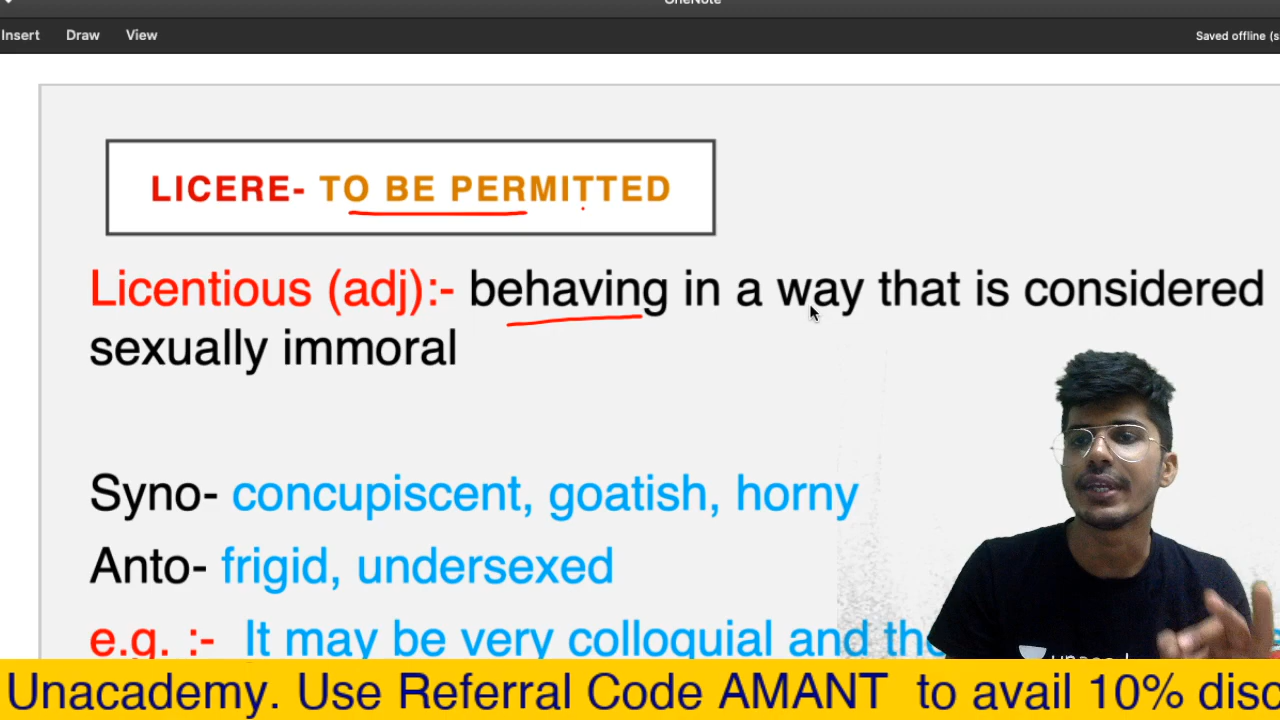 OneNote
Insert Draw View Saved offline (s
LICERE- TO BE PERMITTED
Licentious (adj):- behaving in a way that is considered
sexually immoral
Syno- concupiscent, goatish, horny
Anto- frigid, undersexed
e.g. :- It may be very colloquial and the
Unacademy. Use Referral Code AMANT to avail 10% disc